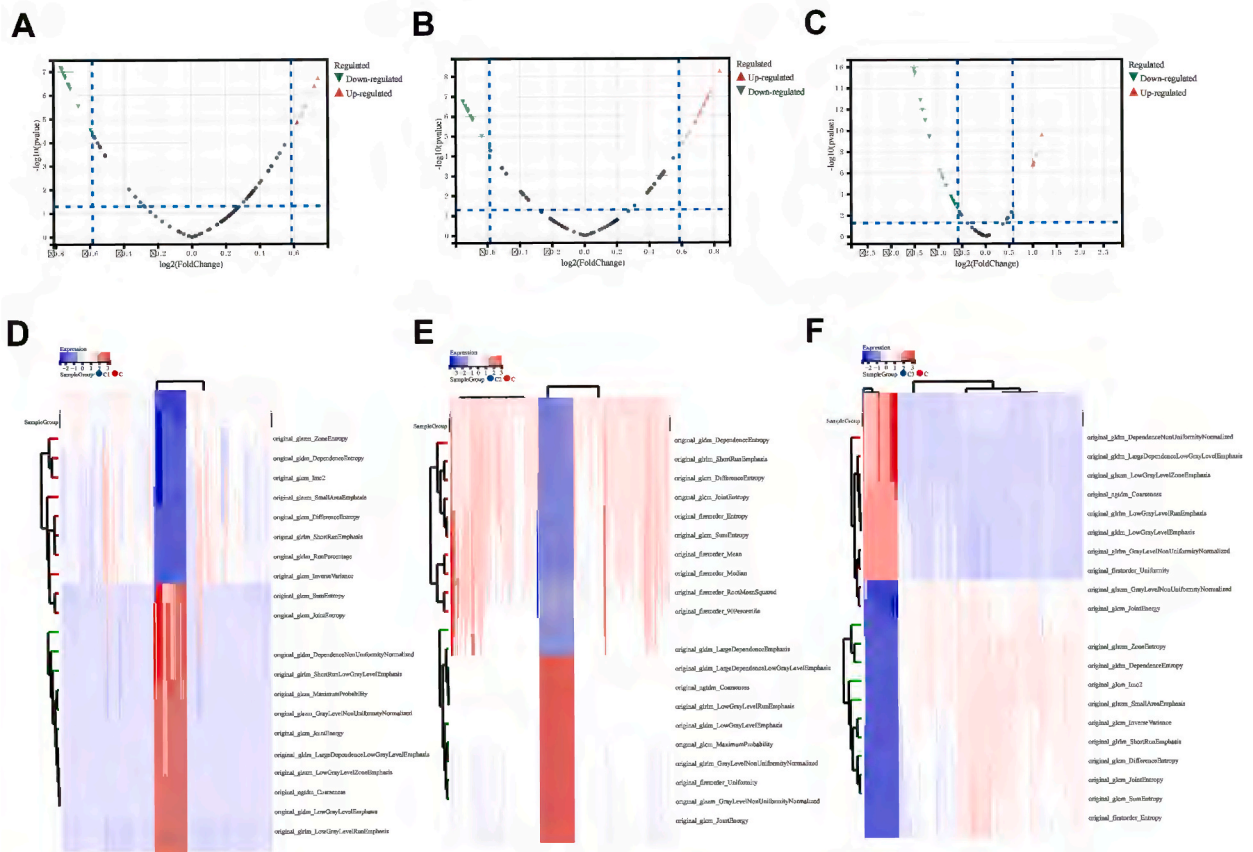 A
B
C
Regulated
Down-regulated
Up-regulated
Regulated
Up-regulated
Down-regulated
Regulated
Down-regulated
Up-regulated
-log10(pvalue)
-log10(pvalue)
-log10(pvalue)
log2(FoldChange)
log2(FoldChange)
log2(FoldChange)
D
E
F
Expression
SampleGroup C1 C
SampleGroup
original_glszm_ZoneEntropy
original_gldm_DependenceEntropy
original_glcm_Imc2
original_glszm_SmallAreaEmphasis
original_glcm_DifferenceEntropy
original_glrlm_ShortRunEmphasis
original_glrlm_RunPercentage
original_glcm_InverseVariance
original_glcm_SumEntropy
original_glcm_JointEntropy
original_gldm_DependenceNonUniformityNormalized
original_glrlm_ShortRunLowGrayLevelEmphasis
original_glcm_MaximumProbability
original_glszm_GrayLevelNonUniformityNormalized
original_glcm_JointEnergy
original_gldm_LargeDependenceLowGrayLevelEmphasis
original_glszm_LowGrayLevelZoneEmphasis
original_ngtdm_Coarseness
original_gldm_LowGrayLevelEmphasis
original_glrlm_LowGrayLevelRunEmphasis
Expression
SampleGroup C2 C
SampleGroup
original_gldm_DependenceEntropy
original_glrlm_ShortRunEmphasis
original_glcm_DifferenceEntropy
original_glcm_JointEntropy
original_firstorder_Entropy
original_glcm_SumEntropy
original_firstorder_Mean
original_firstorder_Median
original_firstorder_RootMeanSquared
original_firstorder_90Percentile
original_gldm_LargeDependenceEmphasis
original_gldm_LargeDependenceLowGrayLevelEmphasis
original_ngtdm_Coarseness
original_glrlm_LowGrayLevelRunEmphasis
original_gldm_LowGrayLevelEmphasis
original_glcm_MaximumProbability
original_glrlm_GrayLevelNonUniformityNormalized
original_firstorder_Uniformity
original_glszm_GrayLevelNonUniformityNormalized
original_glcm_JointEnergy
Expression
SampleGroup C3 C
SampleGroup
original_gldm_DependenceNonUniformityNormalized
original_gldm_LargeDependenceLowGrayLevelEmphasis
original_glszm_LowGrayLevelZoneEmphasis
original_ngtdm_Coarseness
original_glrlm_LowGrayLevelRunEmphasis
original_gldm_LowGrayLevelEmphasis
original_glrlm_GrayLevelNonUniformityNormalized
original_firstorder_Uniformity
original_glszm_GrayLevelNonUniformityNormalized
original_glcm_JointEnergy
original_glszm_ZoneEntropy
original_gldm_DependenceEntropy
original_glcm_Imc2
original_glszm_SmallAreaEmphasis
original_glcm_InverseVariance
original_glrlm_ShortRunEmphasis
original_glcm_DifferenceEntropy
original_glcm_JointEntropy
original_glcm_SumEntropy
original_firstorder_Entropy